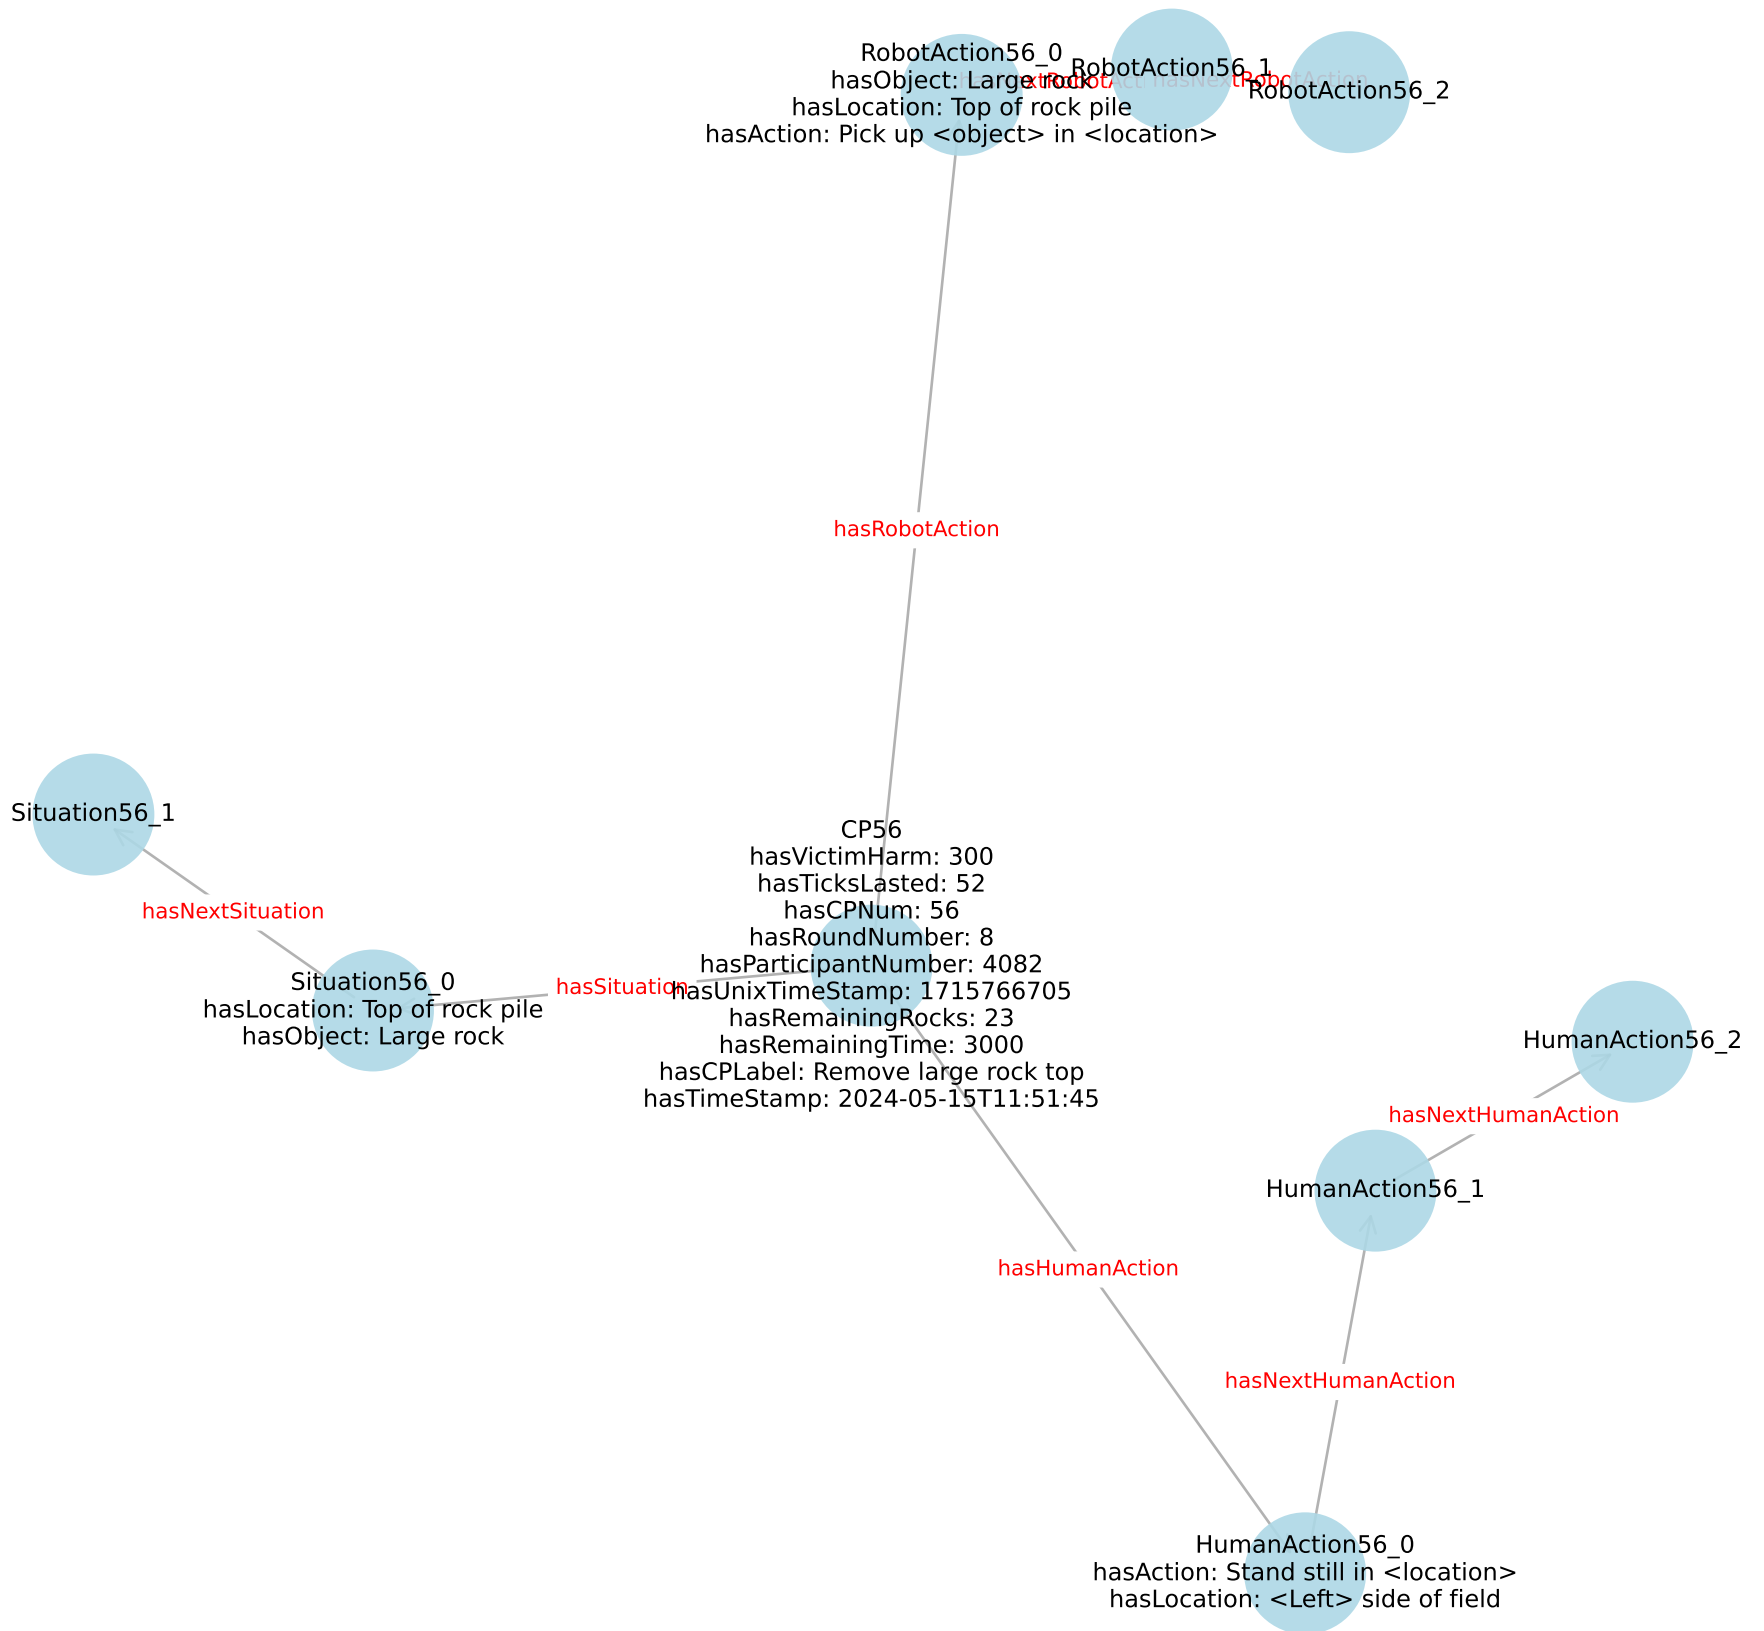 RobotAction56_0
hasObject: Large rock
hasLocation: Top of rock pile
hasAction: Pick up <object> in <location>
RobotAction56_1
hasNextRobotAction
RobotAction56_2
hasRobotAction
Situation56_1
hasNextSituation
Situation56_0
hasLocation: Top of rock pile
hasObject: Large rock
hasSituation
CP56
hasVictimHarm: 300
hasTicksLasted: 52
hasCPNum: 56
hasRoundNumber: 8
hasParticipantNumber: 4082
hasUnixTimeStamp: 1715766705
hasRemainingRocks: 23
hasRemainingTime: 3000
hasCPLabel: Remove large rock top
hasTimeStamp: 2024-05-15T11:51:45
HumanAction56_2
hasNextHumanAction
HumanAction56_1
hasHumanAction
hasNextHumanAction
HumanAction56_0
hasAction: Stand still in <location>
hasLocation: <Left> side of field